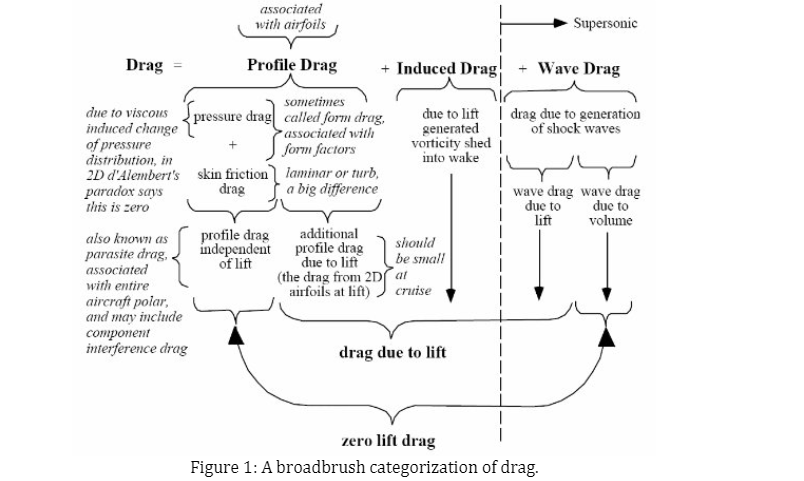 associated
with airfoils
Supersonic
Drag = Profile Drag + Induced Drag + Wave Drag
due to viscous
induced change
of pressure
distribution, in
2D d'Alembert's
paradox says
this is zero
pressure drag
+
skin friction
drag
sometimes
called form drag,
associated with
form factors
laminar or turb,
a big difference
due to lift
generated
vorticity shed
into wake
drag due to generation
of shock waves
wave drag
due to
lift
wave drag
due to
volume
also known as
parasite drag,
associated
with entire
aircraft polar,
and may include
component
interference drag
profile drag
independent
of lift
additional
profile drag
due to lift
(the drag from 2D
airfoils at lift)
should
be small
at
cruise
drag due to lift
zero lift drag
Figure 1: A broadbrush categorization of drag.